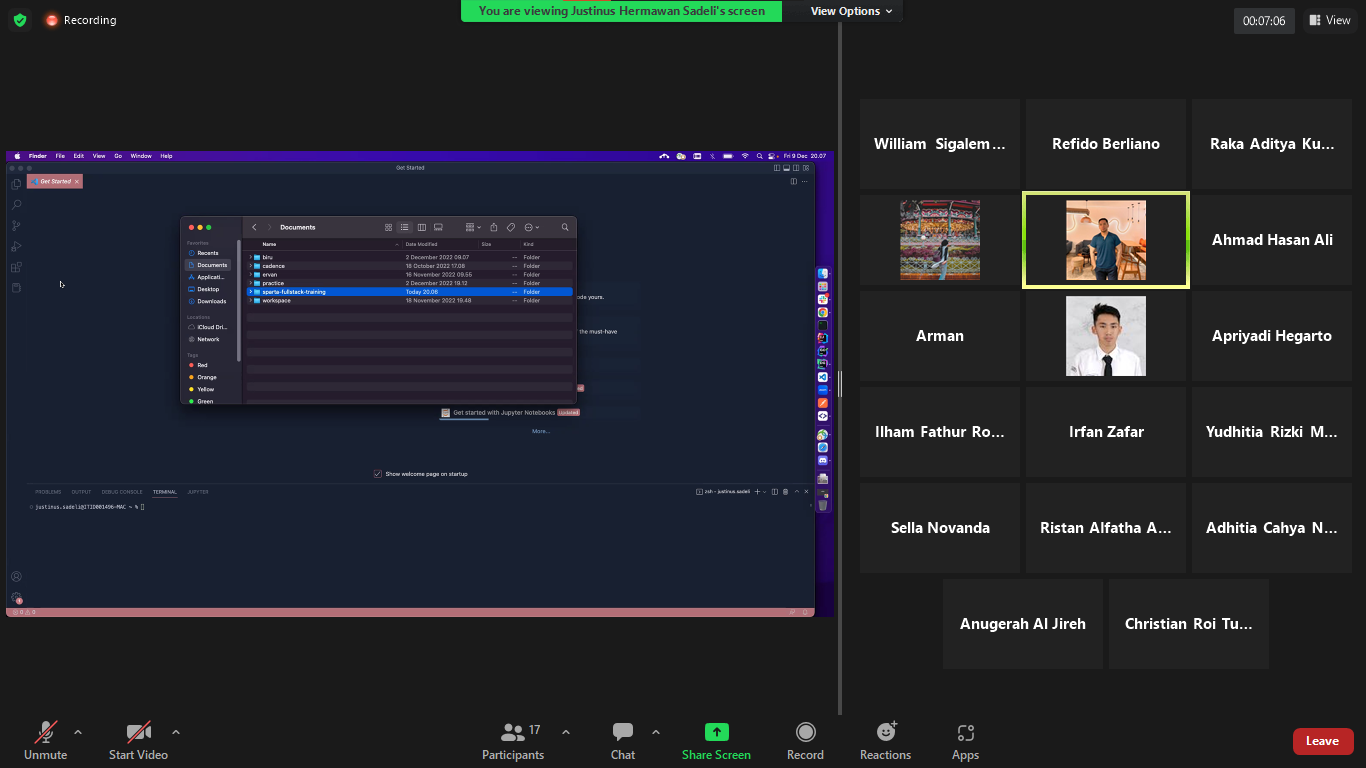 Recording
You are viewing Justinus Hermawan Sadeli's screen
View Options
00:07:06
View
Finder File Edit View Go Window Help
Fri 9 Dec 20.07
Get Started
Get Started
Documents
Favorites
Recents
Documents
Applicati...
Desktop
Downloads
Locations
iCloud Dri...
Network
Tags
Red
Orange
Yellow
Green
Name Date Modified Size Kind
biru 2 December 2022 09.07 -- Folder
cadence 18 October 2022 17.08 -- Folder
ervan 16 November 2022 09.55 -- Folder
practice 2 December 2022 19.12 -- Folder
sparta-fullstack-training Today 20.06 -- Folder
workspace 18 November 2022 19.48 -- Folder
ode yours.
the must-have
Get started with Jupyter Notebooks Updated
More...
Show welcome page on startup
PROBLEMS OUTPUT DEBUG CONSOLE TERMINAL JUPYTER
zsh - justinus.sadeli
justinus.sadeli@ITID001496-MAC ~ %
0 0
William Sigalem...
Refido Berliano
Raka Aditya Ku...
Ahmad Hasan Ali
Arman
Apriyadi Hegarto
Ilham Fathur Ro...
Irfan Zafar
Yudhitia Rizki M...
Sella Novanda
Ristan Alfatha A...
Adhitia Cahya N...
Anugerah Al Jireh
Christian Roi Tu...
Unmute
Start Video
17
Participants
Chat
Share Screen
Record
Reactions
Apps
Leave